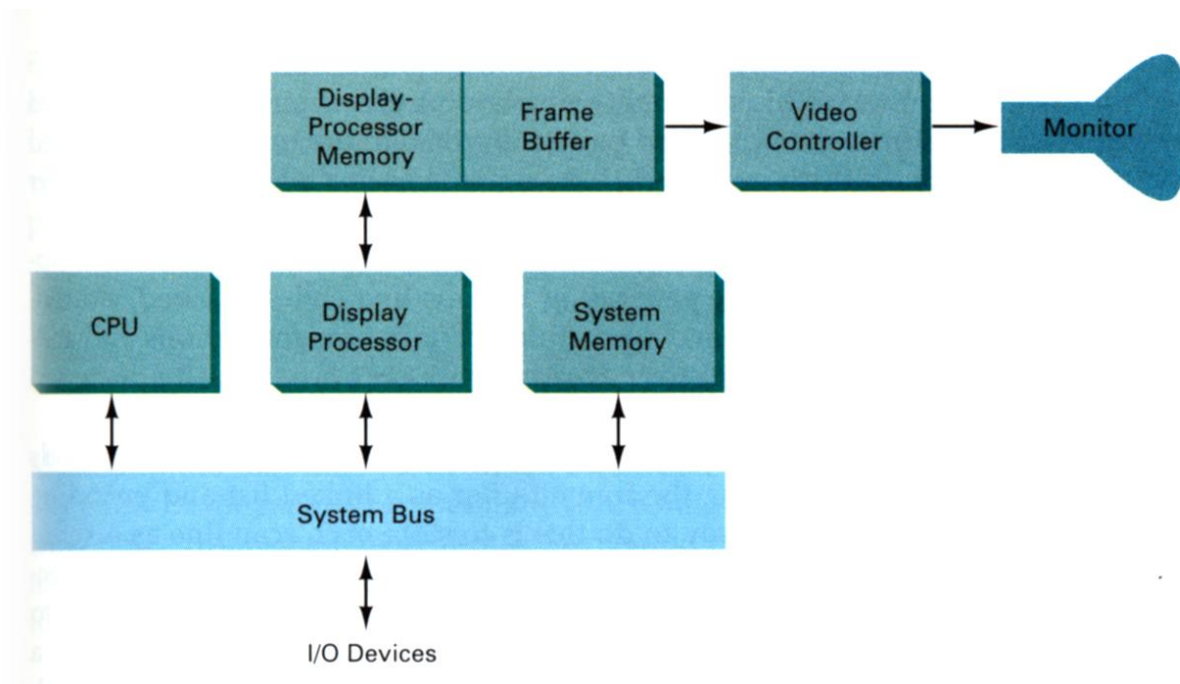 Display-
Processor
Memory
Frame
Buffer
Video
Controller
Monitor
CPU
Display
Processor
System
Memory
System Bus
I/O Devices